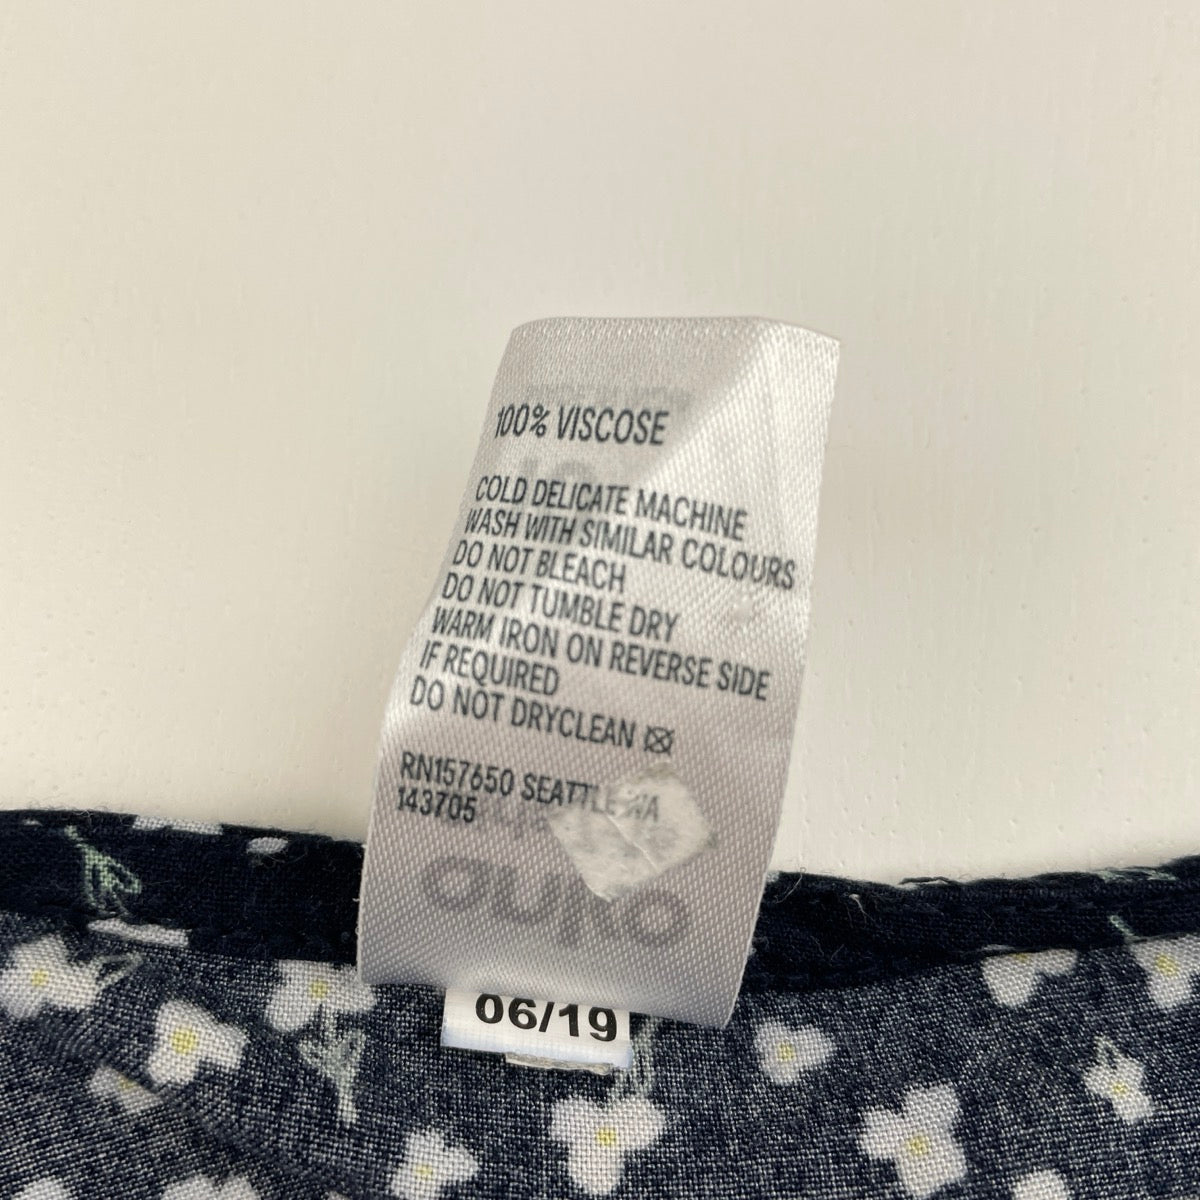 100% VISCOSE
COLD DELICATE MACHINE
WASH WITH SIMILAR COLOURS
DO NOT BLEACH
DO NOT TUMBLE DRY
WARM IRON ON REVERSE SIDE
IF REQUIRED
DO NOT DRYCLEAN
RN157650 SEATTLE WA
143705
06/19